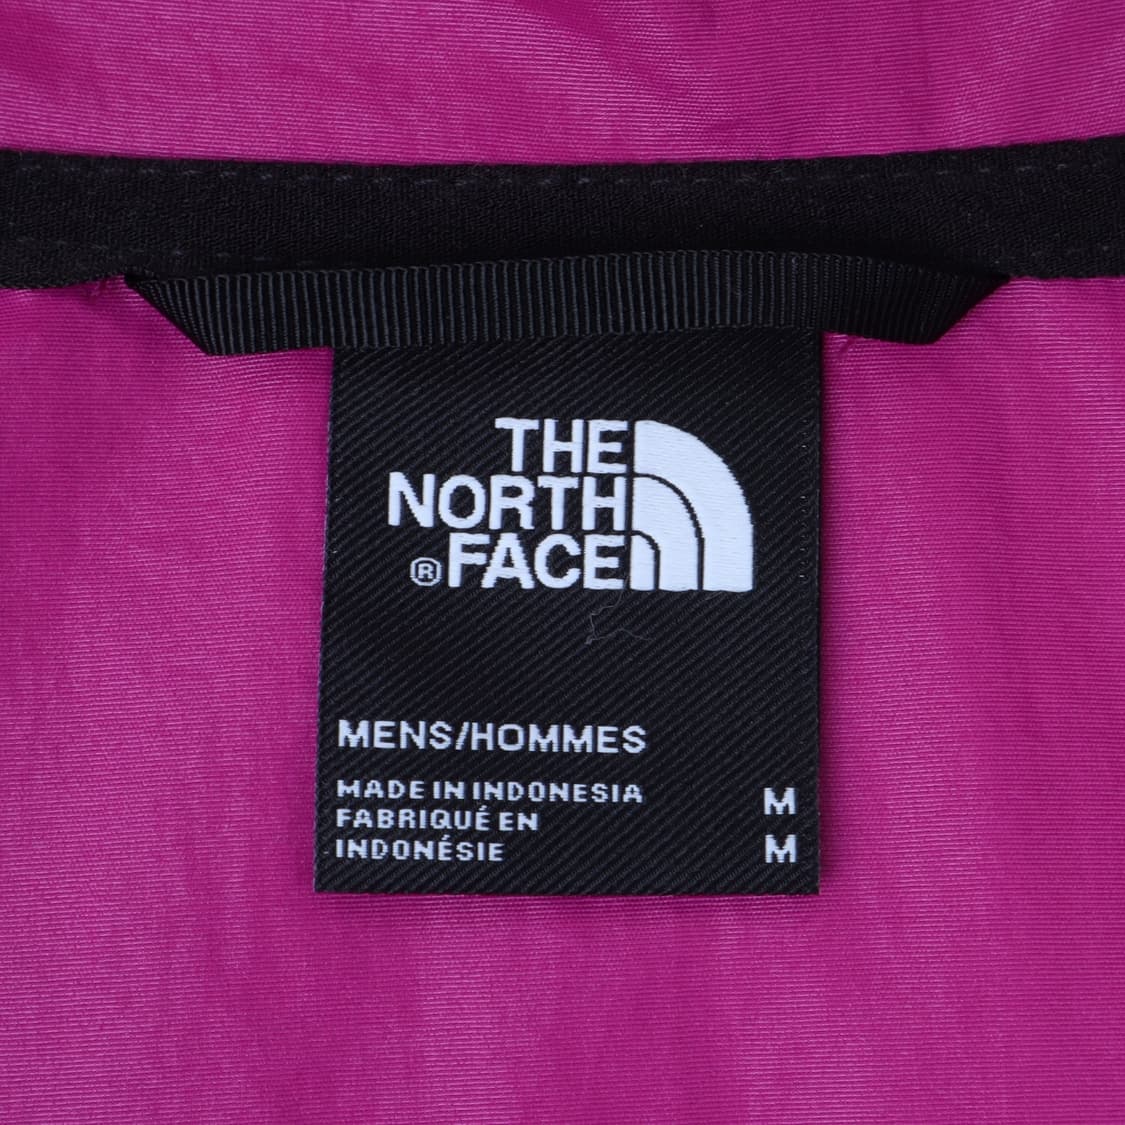 THE
NORTH
® FACE
MENS/HOMMES
MADE IN INDONESIA M
FABRIQUÉ EN
INDONÉSIE M